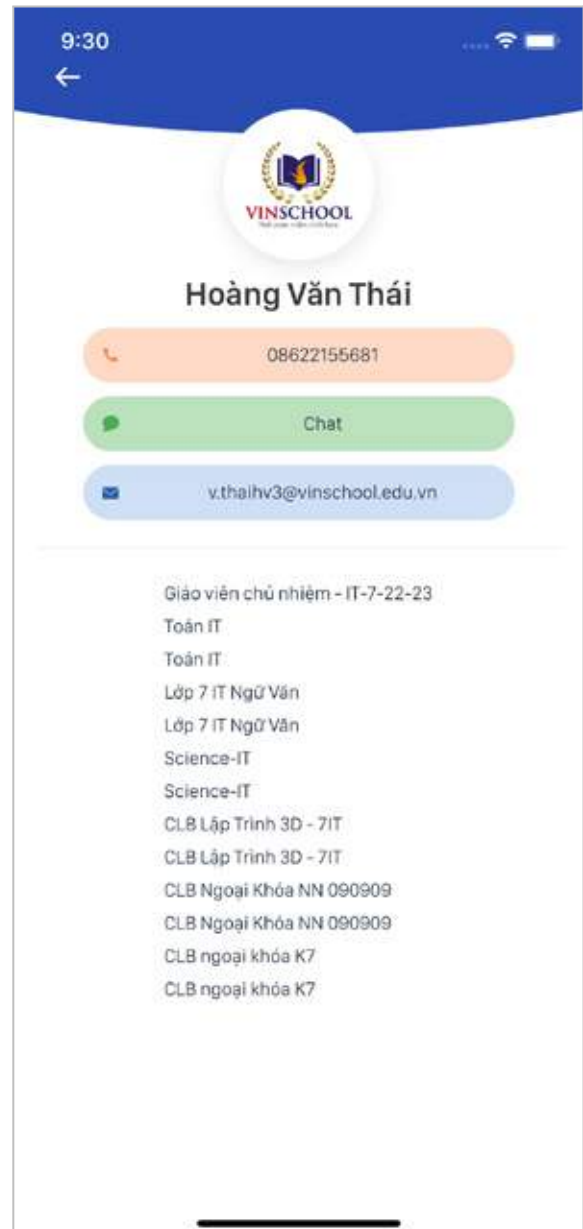 9:30
VINSCHOOL
Hoàng Văn Thái
08622155681
Chat
v.thaihv3@vinschool.edu.vn
Giáo viên chủ nhiệm - IT-7-22-23
Toán IT
Toán IT
Lớp 7 IT Ngữ Văn
Lớp 7 IT Ngữ Văn
Science-IT
Science-IT
CLB Lập Trình 3D - 7IT
CLB Lập Trình 3D - 7IT
CLB Ngoại Khóa NN 090909
CLB Ngoại Khóa NN 090909
CLB ngoại khóa K7
CLB ngoại khóa K7